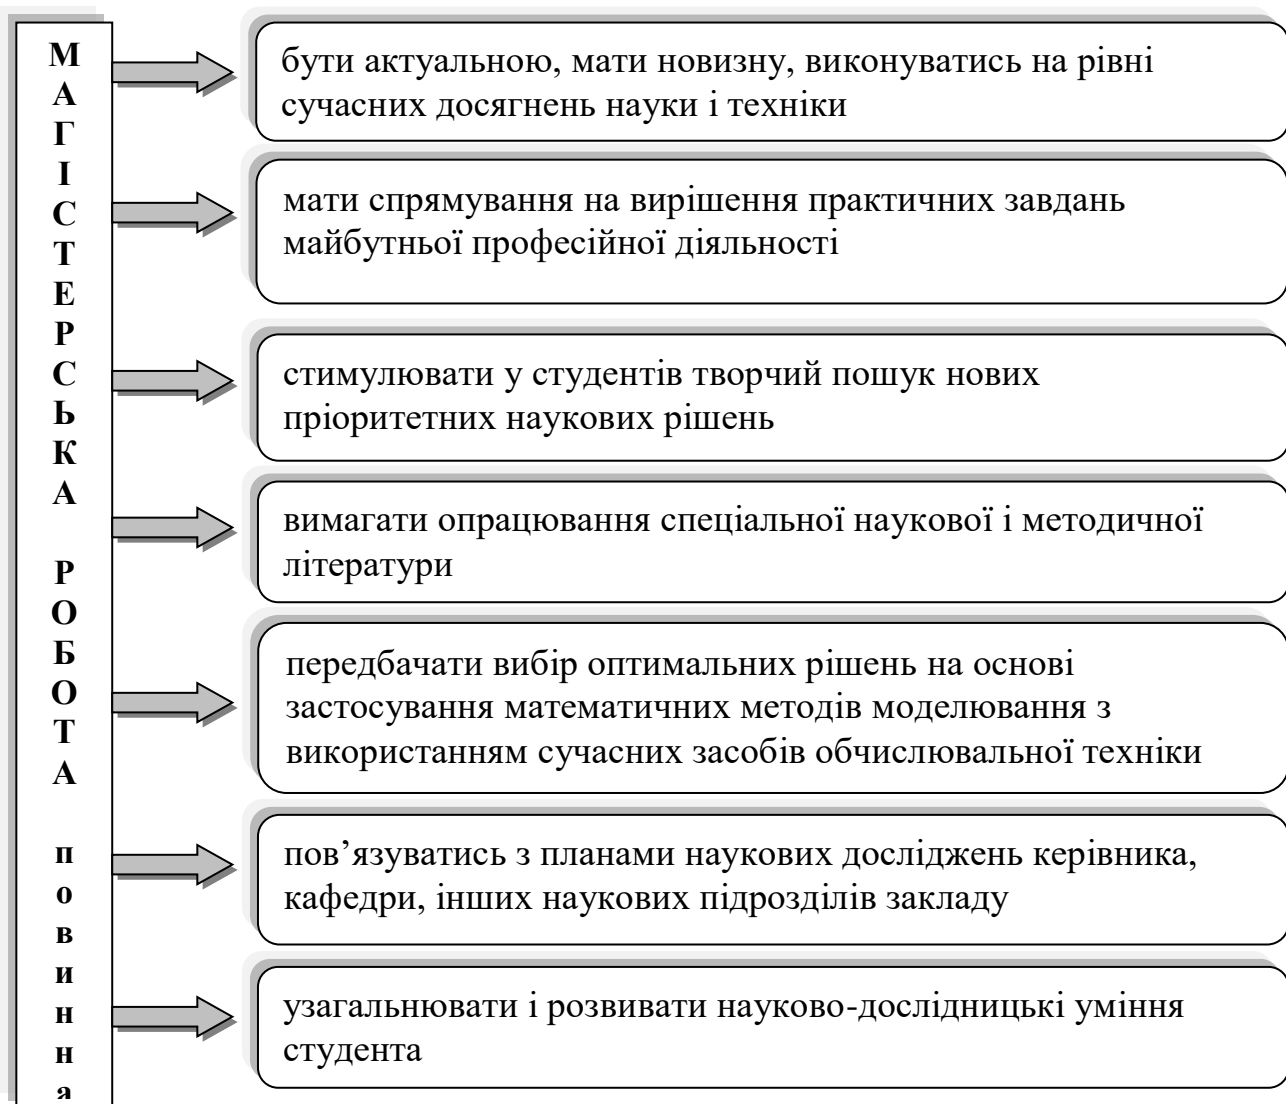 МАГІСТЕРСЬКА РОБОТА повинна
бути актуальною, мати новизну, виконуватись на рівні
сучасних досягнень науки і техніки
мати спрямування на вирішення практичних завдань
майбутньої професійної діяльності
стимулювати у студентів творчий пошук нових
пріоритетних наукових рішень
вимагати опрацювання спеціальної наукової і методичної
літератури
передбачати вибір оптимальних рішень на основі
застосування математичних методів моделювання з
використанням сучасних засобів обчислювальної техніки
пов’язуватись з планами наукових досліджень керівника,
кафедри, інших наукових підрозділів закладу
узагальнювати і розвивати науково-дослідницькі уміння
студента